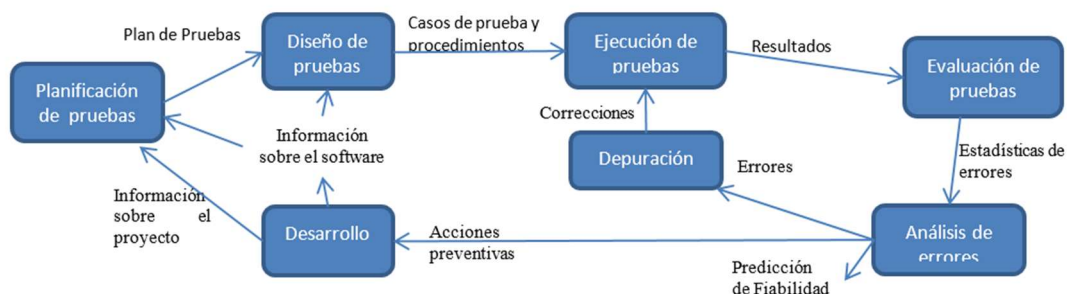 Plan de Pruebas
Diseño de
pruebas
Casos de prueba y
procedimientos
Ejecución de
pruebas
Resultados
Evaluación de
pruebas
Planificación
de pruebas
Información
sobre el software
Correcciones
Depuración
Errores
Estadísticas de
errores
Información
sobre el
proyecto
Desarrollo
Acciones
preventivas
Análisis de
errores
Predicción
de Fiabilidad